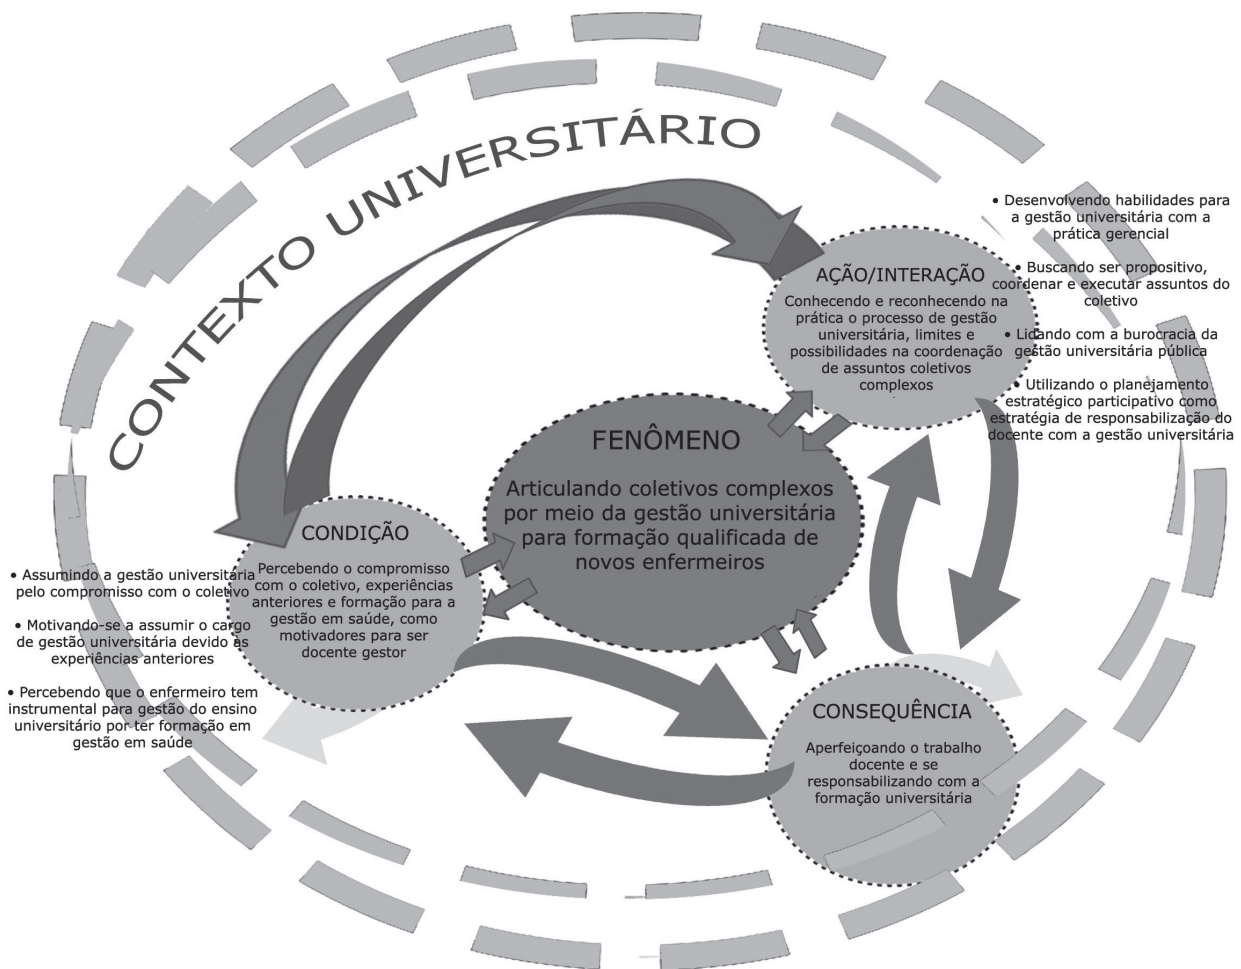 CONTEXTO UNIVERSITÁRIO
• Desenvolvendo habilidades para
a gestão universitária com a
prática gerencial
• Buscando ser propositivo,
coordenar e executar assuntos do
coletivo
• Lidando com a burocracia da
gestão universitária pública
• Utilizando o planejamento
estratégico participativo como
estratégia de responsabilização do
docente com a gestão universitária
AÇÃO/INTERAÇÃO
Conhecendo e reconhecendo na
prática o processo de gestão
universitária, limites e
possibilidades na coordenação
de assuntos coletivos
complexos
FENÔMENO
Articulando coletivos complexos
por meio da gestão universitária
para formação qualificada de
novos enfermeiros
CONDIÇÃO
Percebendo o compromisso
com o coletivo, experiências
anteriores e formação para a
gestão em saúde, como
motivadores para ser
docente gestor
• Assumindo a gestão universitária
pelo compromisso com o coletivo
• Motivando-se a assumir o cargo
de gestão universitária devido às
experiências anteriores
• Percebendo que o enfermeiro tem
instrumental para gestão do ensino
universitário por ter formação em
gestão em saúde
CONSEQUÊNCIA
Aperfeiçoando o trabalho
docente e se
responsabilizando com a
formação universitária